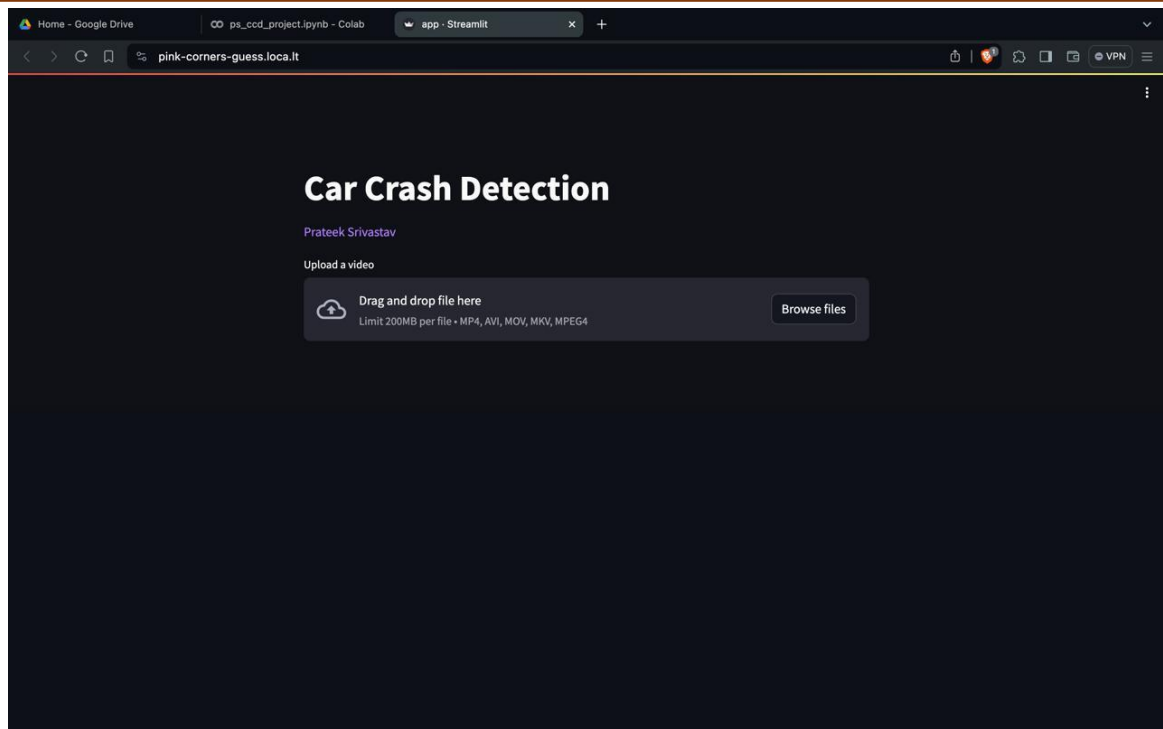 Home - Google Drive
ps_ccd_project.ipynb - Colab
app · Streamlit
pink-corners-guess.loca.lt
1
VPN
Car Crash Detection
Prateek Srivastav
Upload a video
Drag and drop file here
Limit 200MB per file • MP4, AVI, MOV, MKV, MPEG4
Browse files